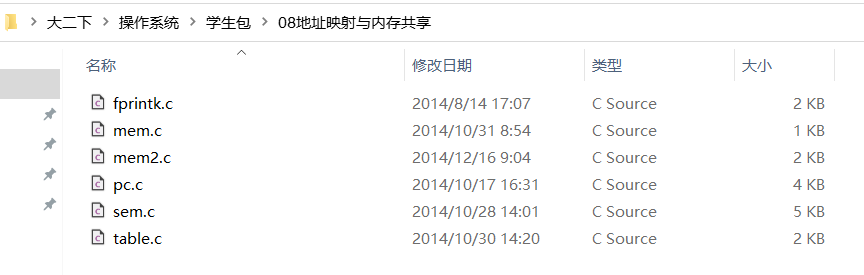 大二下 > 操作系统 > 学生包 > 08地址映射与内存共享
名称 修改日期 类型 大小
fprintk.c 2014/8/14 17:07 C Source 2 KB
mem.c 2014/10/31 8:54 C Source 1 KB
mem2.c 2014/12/16 9:04 C Source 2 KB
pc.c 2014/10/17 16:31 C Source 4 KB
sem.c 2014/10/28 14:01 C Source 5 KB
table.c 2014/10/30 14:20 C Source 2 KB